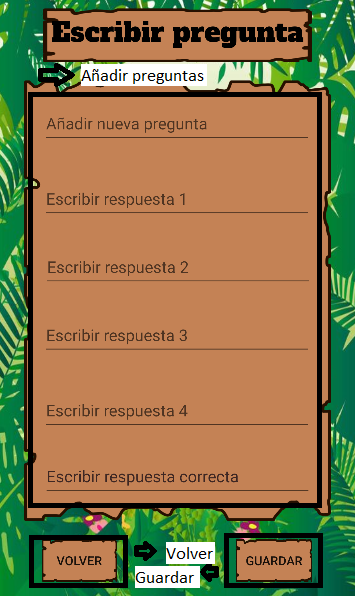 Escribir pregunta
Añadir preguntas
Añadir nueva pregunta
Escribir respuesta 1
Escribir respuesta 2
Escribir respuesta 3
Escribir respuesta 4
Escribir respuesta correcta
VOLVER
Volver
Guardar
GUARDAR